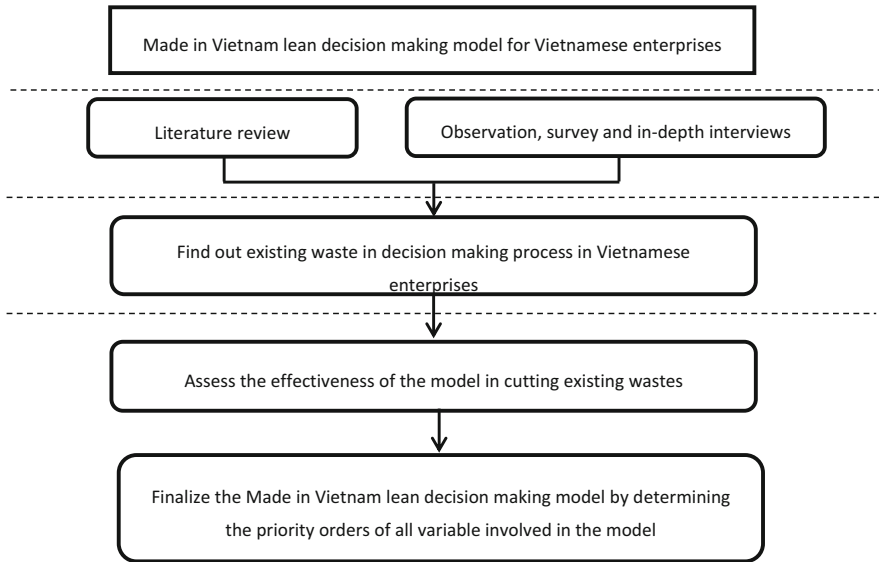 Made in Vietnam lean decision making model for Vietnamese enterprises
Literature review
Observation, survey and in-depth interviews
Find out existing waste in decision making process in Vietnamese
enterprises
Assess the effectiveness of the model in cutting existing wastes
Finalize the Made in Vietnam lean decision making model by determining
the priority orders of all variable involved in the model